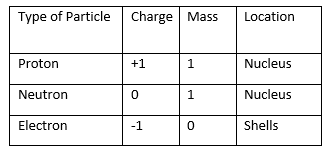 Type of Particle Charge Mass Location
Proton +1 1 Nucleus
Neutron 0 1 Nucleus
Electron -1 0 Shells